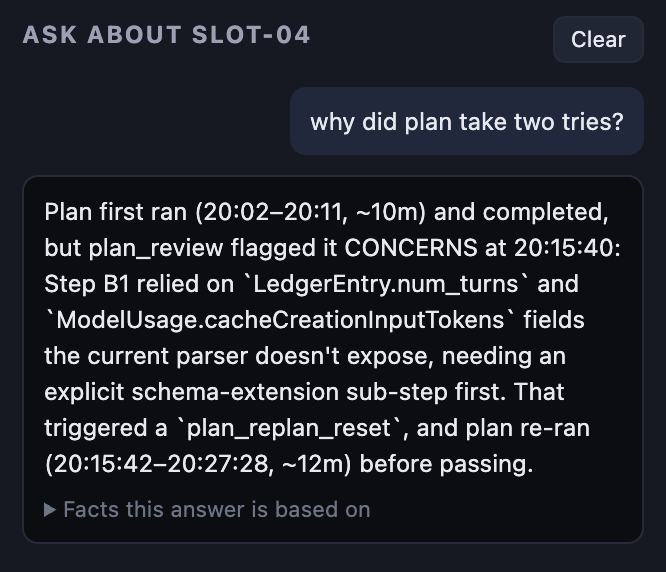 ASK ABOUT SLOT-04
Clear
why did plan take two tries?
Plan first ran (20:02–20:11, ~10m) and completed,
but plan_review flagged it CONCERNS at 20:15:40:
Step B1 relied on `LedgerEntry.num_turns` and
`ModelUsage.cacheCreationInputTokens` fields
the current parser doesn't expose, needing an
explicit schema-extension sub-step first. That
triggered a `plan_replan_reset`, and plan re-ran
(20:15:42–20:27:28, ~12m) before passing.
▶ Facts this answer is based on